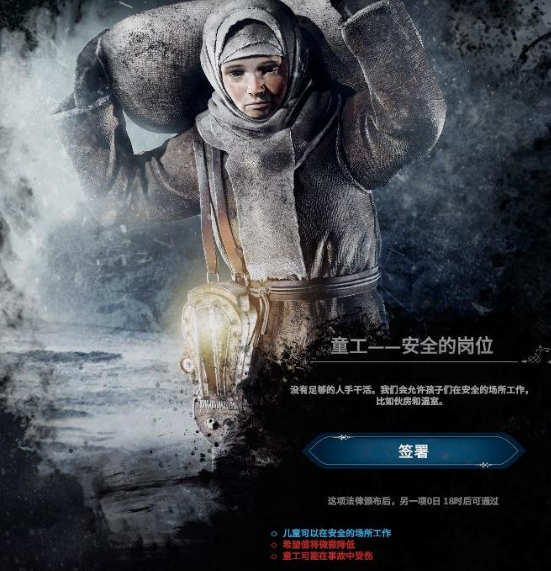 童工——安全的岗位
没有足够的人手干活。我们会允许孩子们在安全的场所工作，
比如伙房和温室。
签署
这项法律颁布后，另一项0日 18时后可通过
儿童可以在安全的场所工作
希望值将微微降低
童工可能在事故中受伤